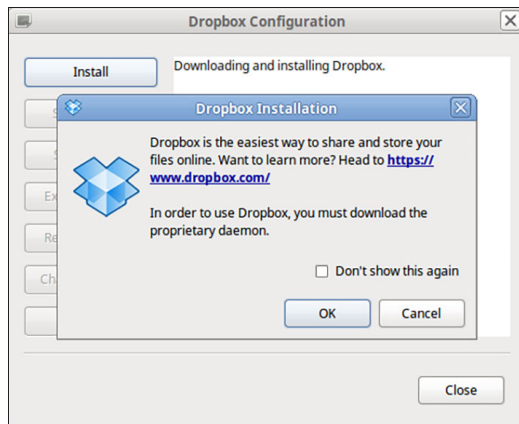 Dropbox Configuration
Install
Downloading and installing Dropbox.
Dropbox Installation
Dropbox is the easiest way to share and store your
files online. Want to learn more? Head to https://
www.dropbox.com/
In order to use Dropbox, you must download the
proprietary daemon.
Don't show this again
OK
Cancel
Close